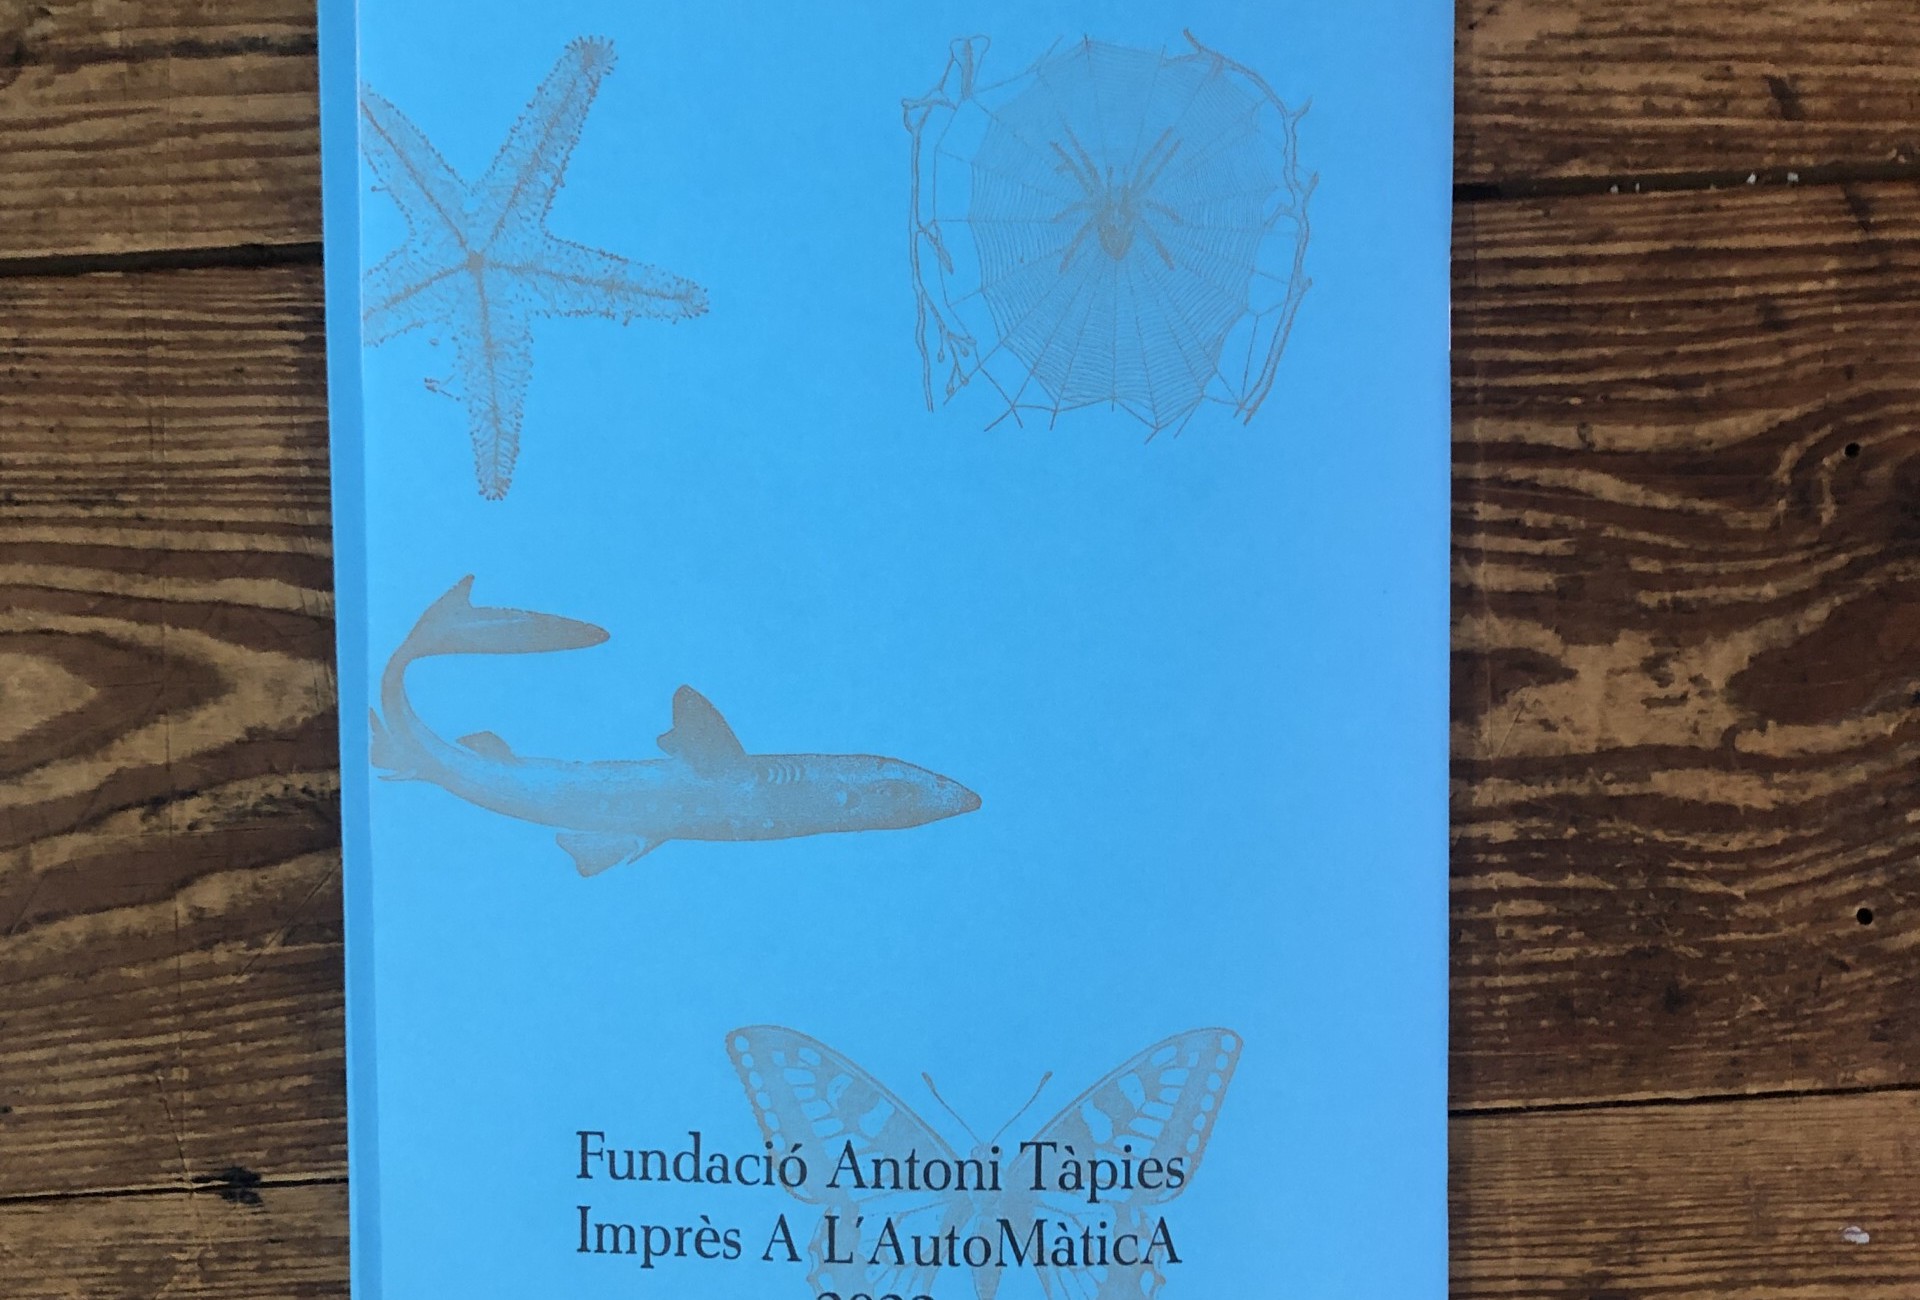 Fundació Antoni Tàpies
Imprès A L´AutoMàticA